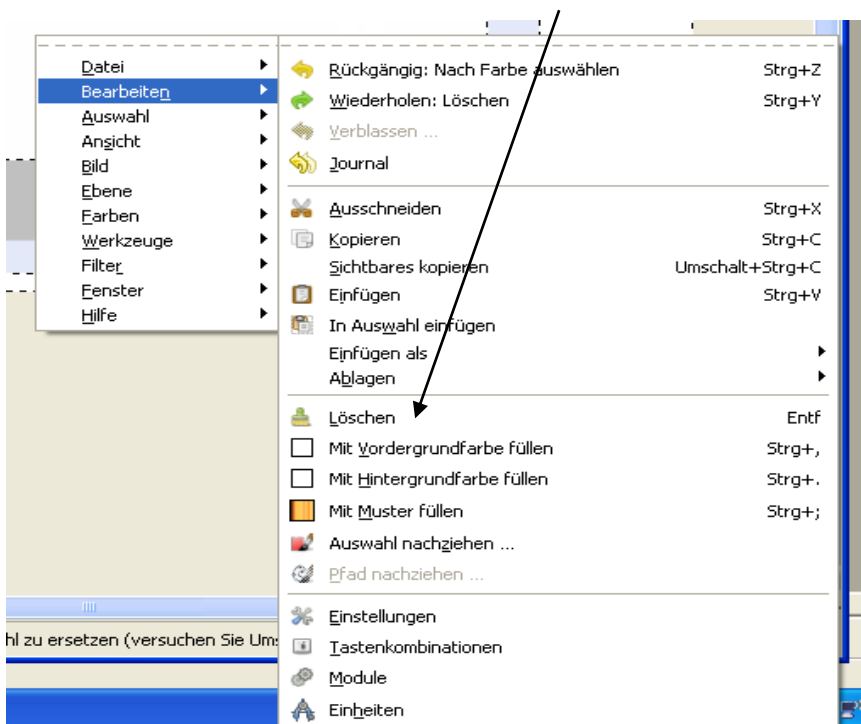 Datei
Bearbeiten
Auswahl
Ansicht
Bild
Ebene
Farben
Werkzeuge
Filter
Fenster
Hilfe
Rückgängig: Nach Farbe auswählen Strg+Z
Wiederholen: Löschen Strg+Y
Verblassen ...
Journal
Ausschneiden Strg+X
Kopieren Strg+C
Sichtbares kopieren Umschalt+Strg+C
Einfügen Strg+V
In Auswahl einfügen
Einfügen als
Ablagen
Löschen Entf
Mit Vordergrundfarbe füllen Strg+,
Mit Hintergrundfarbe füllen Strg+.
Mit Muster füllen Strg+;
Auswahl nachziehen ...
Pfad nachziehen ...
Einstellungen
Tastenkombinationen
Module
Einheiten
hl zu ersetzen (versuchen Sie Ums